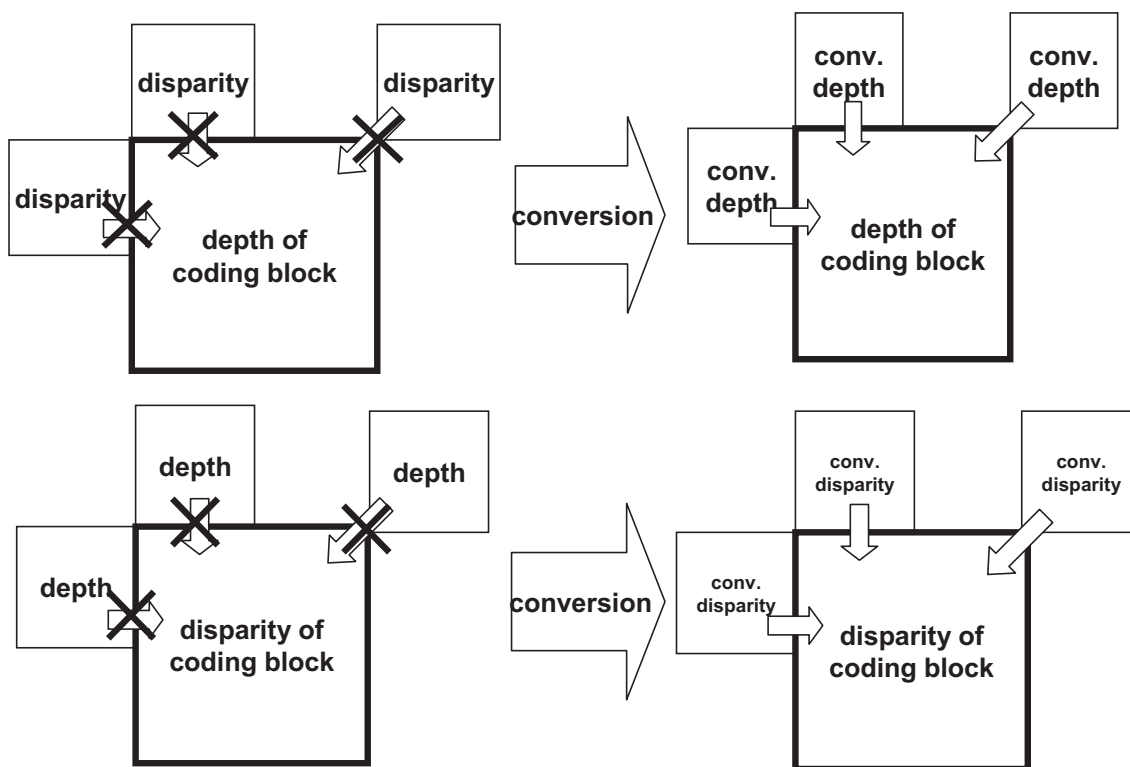 disparity
disparity
disparity
depth of
coding block
conversion
conv.
depth
conv.
depth
conv.
depth
depth of
coding block
depth
depth
depth
disparity of
coding block
conversion
conv.
disparity
conv.
disparity
conv.
disparity
disparity of
coding block